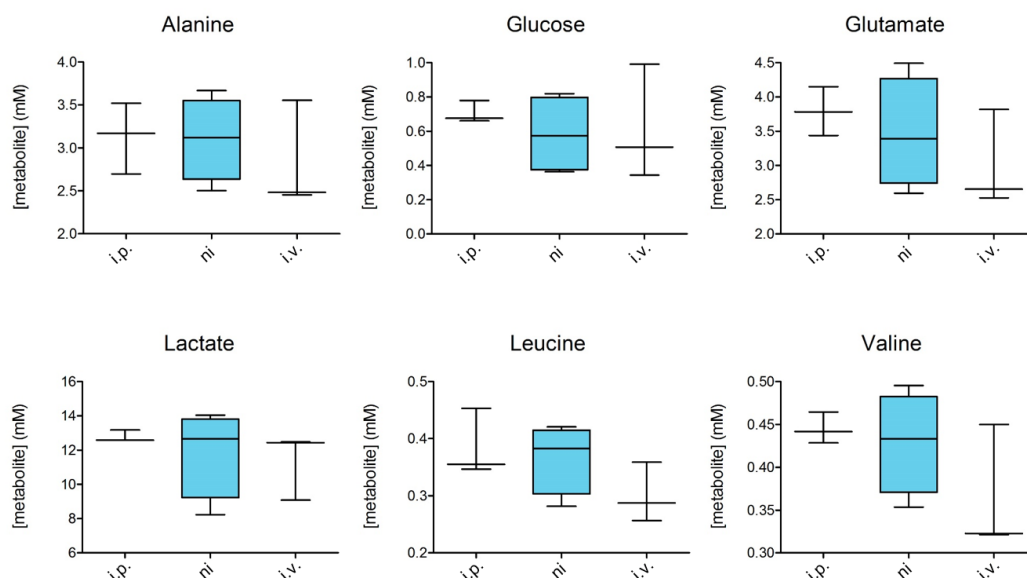 Alanine
[metabolite] (mM)
4.0
3.5
3.0
2.5
2.0
i.p.
ni
i.v.
Glucose
[metabolite] (mM)
1.0
0.8
0.6
0.4
0.2
0.0
i.p.
ni
i.v.
Glutamate
[metabolite] (mM)
4.5
4.0
3.5
3.0
2.5
2.0
i.p.
ni
i.v.
Lactate
[metabolite] (mM)
16
14
12
10
8
6
i.p.
ni
i.v.
Leucine
[metabolite] (mM)
0.5
0.4
0.3
0.2
i.p.
ni
i.v.
Valine
[metabolite] (mM)
0.50
0.45
0.40
0.35
0.30
i.p.
ni
i.v.